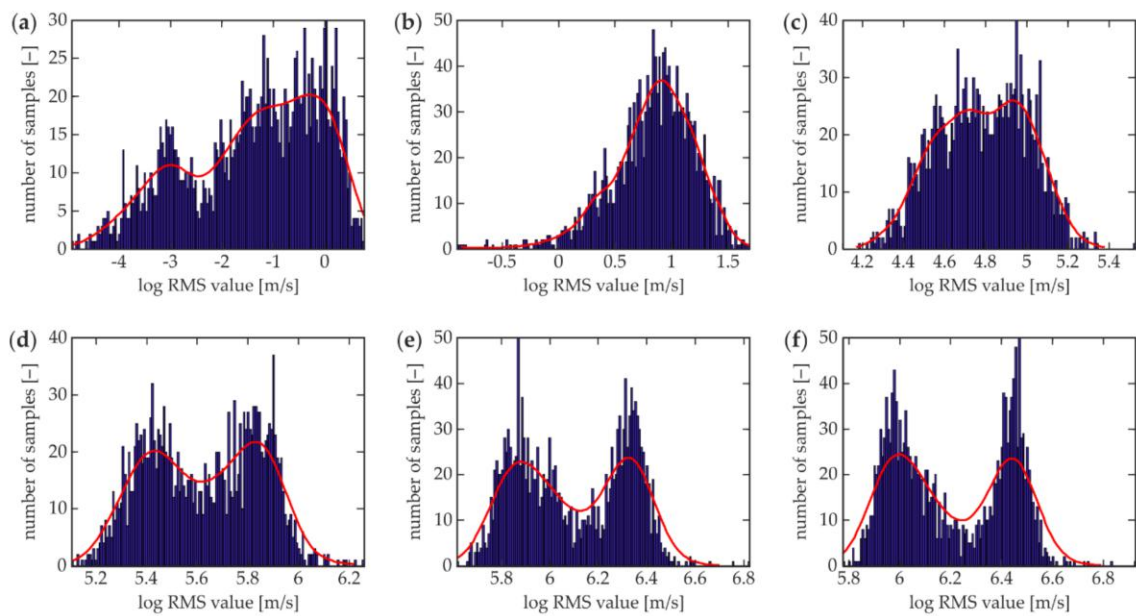 (a)
number of samples [–]
30
25
20
15
10
5
0
-4 -3 -2 -1 0
log RMS value [m/s]
(b)
number of samples [–]
50
40
30
20
10
0
-0.5 0 0.5 1 1.5
log RMS value [m/s]
(c)
number of samples [–]
40
30
20
10
0
4.2 4.4 4.6 4.8 5 5.2 5.4
log RMS value [m/s]
(d)
number of samples [–]
40
30
20
10
0
5.2 5.4 5.6 5.8 6 6.2
log RMS value [m/s]
(e)
number of samples [–]
50
40
30
20
10
0
5.8 6 6.2 6.4 6.6 6.8
log RMS value [m/s]
(f)
number of samples [–]
50
40
30
20
10
0
5.8 6 6.2 6.4 6.6 6.8
log RMS value [m/s]